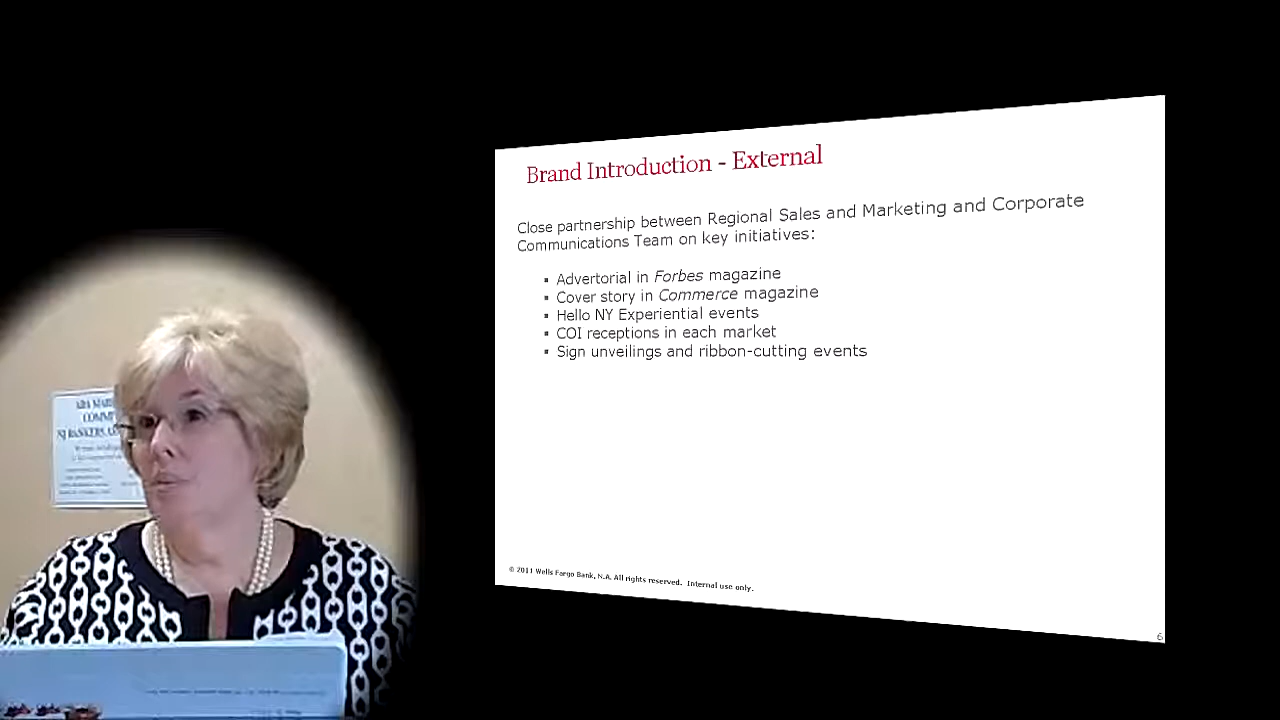 Brand Introduction - External
Close partnership between Regional Sales and Marketing and Corporate
Communications Team on key initiatives:
▪ Advertorial in Forbes magazine
▪ Cover story in Commerce magazine
▪ Hello NY Experiential events
▪ COI receptions in each market
▪ Sign unveilings and ribbon-cutting events
© 2011 Wells Fargo Bank, N.A. All rights reserved. Internal use only.
6
NJ BANKERS